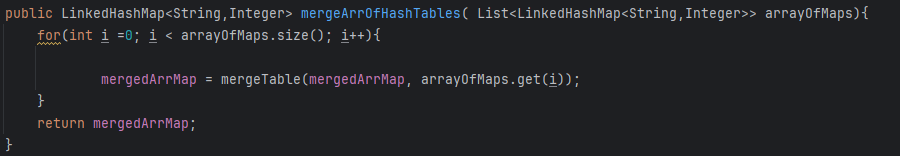 public LinkedHashMap<String,Integer> mergeArrOfHashTables( List<LinkedHashMap<String,Integer>> arrayOfMaps){
for(int i =0; i < arrayOfMaps.size(); i++){
mergedArrMap = mergeTable(mergedArrMap, arrayOfMaps.get(i));
}
return mergedArrMap;
}